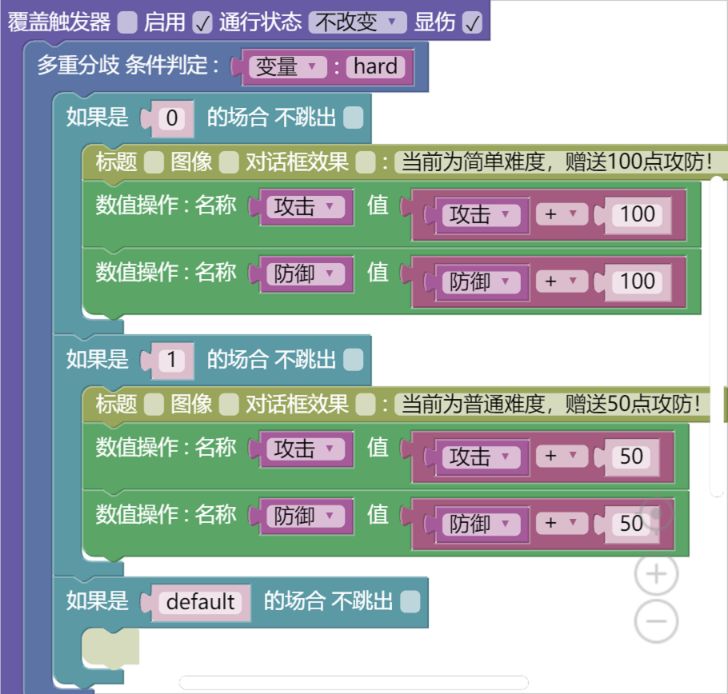 覆盖触发器 启用 通行状态 不改变 显伤
多重分歧 条件判定: 变量 : hard
如果是 0 的场合 不跳出
标题 图像 对话框效果 : 当前为简单难度，赠送100点攻防!
数值操作 : 名称 攻击 值 攻击 + 100
数值操作 : 名称 防御 值 防御 + 100
如果是 1 的场合 不跳出
标题 图像 对话框效果 : 当前为普通难度，赠送50点攻防!
数值操作 : 名称 攻击 值 攻击 + 50
数值操作 : 名称 防御 值 防御 + 50
如果是 default 的场合 不跳出